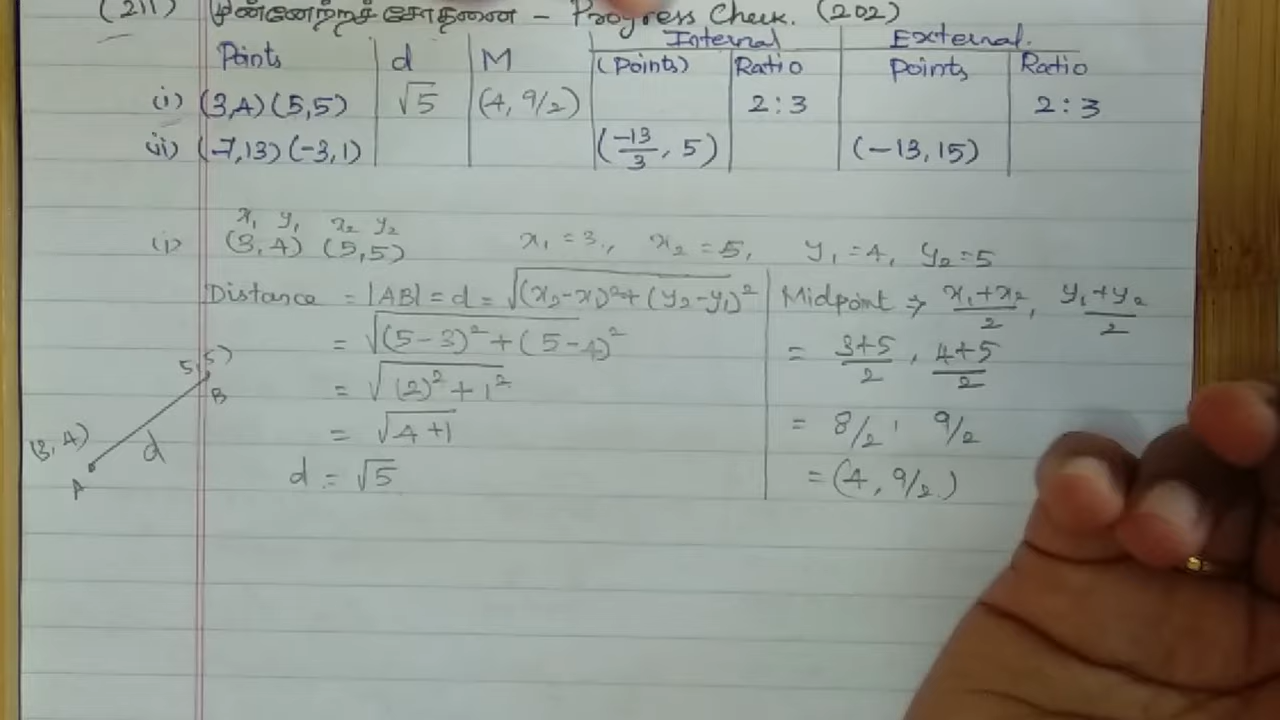 (211) முன்னேற்றச் சோதனை - Progress Check. (202)
Internal External.
Points d M (Points) Ratio Points Ratio
(i) (3,4) (5,5) √5 (4, 9/2) 2 : 3 2 : 3
(ii) (-7,13) (-3,1) (-13/3, 5) (-13, 15)
x₁ y₁ x₂ y₂
(i) (3,4) (5,5) x₁ = 3, x₂ = 5, y₁ = 4, y₂ = 5
Distance = |AB| = d = √(x₂-x₁)²+(y₂-y₁)² Midpoint ⇒ x₁+x₂/2, y₁+y₂/2
= √(5-3)² + (5-4)² = 3+5/2, 4+5/2
= √(2)² + 1²
= √4+1 = 8/2, 9/2
d = √5 = (4, 9/2)
5,5)
B
(3,4)
d
A